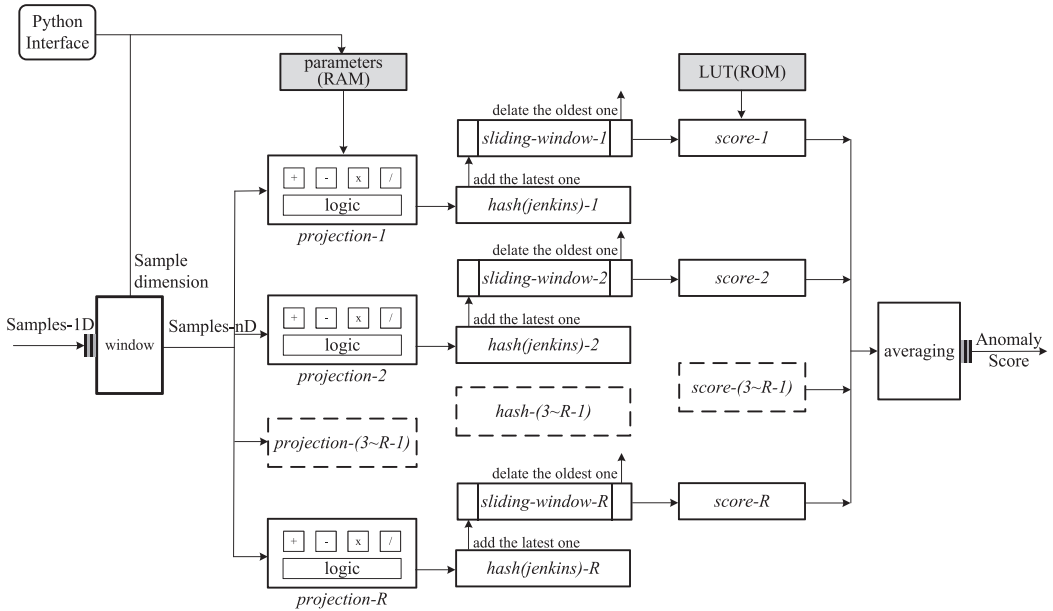 Python
Interface
parameters
(RAM)
LUT(ROM)
delate the oldest one
sliding-window-1
score-1
add the latest one
+ - x /
logic
hash(jenkins)-1
projection-1
delate the oldest one
Sample
dimension
sliding-window-2
score-2
add the latest one
+ - x /
logic
hash(jenkins)-2
projection-2
Samples-1D
window
Samples-nD
averaging
Anomaly
Score
score-(3~R-1)
hash-(3~R-1)
projection-(3~R-1)
delate the oldest one
sliding-window-R
score-R
add the latest one
+ - x /
logic
hash(jenkins)-R
projection-R